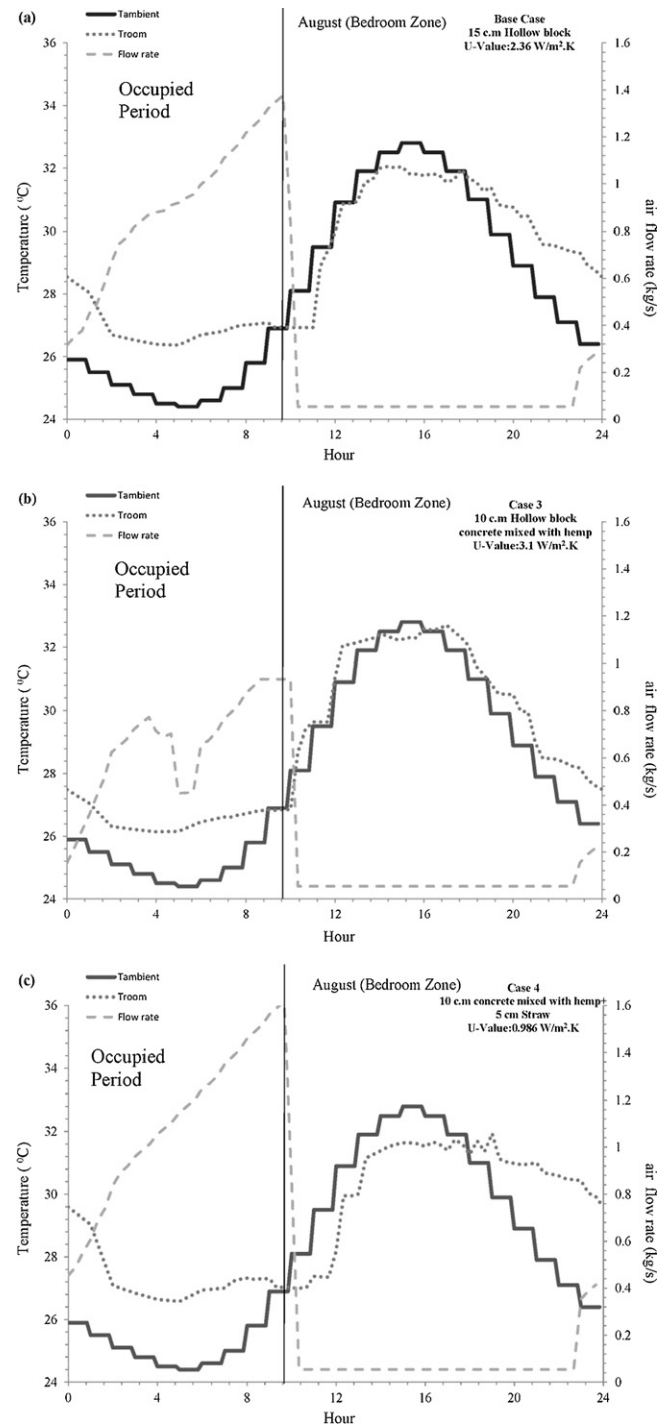 (a)
Tambient
Troom
Flow rate
August (Bedroom Zone)
Base Case
15 c.m Hollow block
U-Value:2.36 W/m².K
Occupied
Period
Temperature ( ⁰C)
36
34
32
30
28
26
24
1.6
1.4
1.2
1
0.8
0.6
0.4
0.2
0
air flow rate (kg/s)
0 4 8 12 16 20 24
Hour
(b)
Tambient
Troom
Flow rate
August (Bedroom Zone)
Case 3
10 c.m Hollow block
concrete mixed with hemp
U-Value:3.1 W/m².K
Occupied
Period
Temperature ( ⁰C)
36
34
32
30
28
26
24
1.6
1.4
1.2
1
0.8
0.6
0.4
0.2
0
air flow rate (kg/s)
0 4 8 12 16 20 24
Hour
(c)
Tambient
Troom
Flow rate
August (Bedroom Zone)
Case 4
10 c.m concrete mixed with hemp+
5 cm Straw
U-Value:0.986 W/m².K
Occupied
Period
Temperature ( ⁰C)
36
34
32
30
28
26
24
1.6
1.4
1.2
1
0.8
0.6
0.4
0.2
0
air flow rate (kg/s)
0 4 8 12 16 20 24
Hour